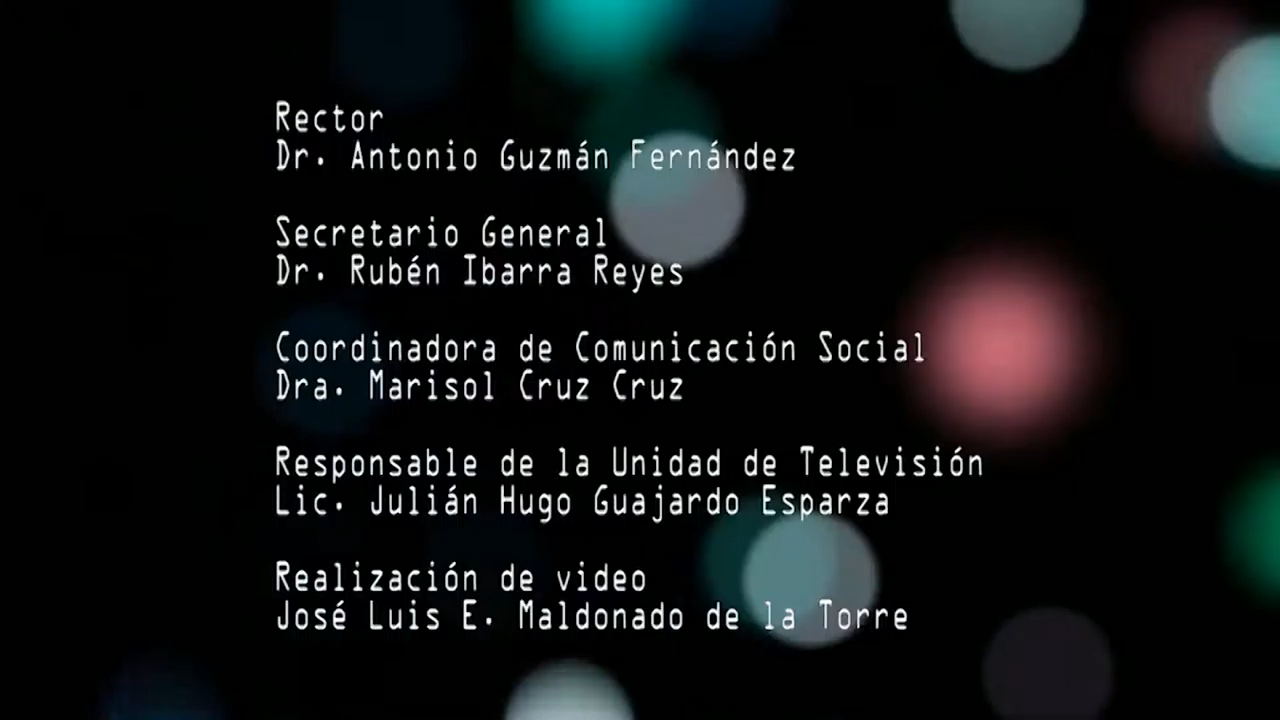 Rector
Dr. Antonio Guzmán Fernández
Secretario General
Dr. Rubén Ibarra Reyes
Coordinadora de Comunicación Social
Dra. Marisol Cruz Cruz
Responsable de la Unidad de Televisión
Lic. Julián Hugo Guajardo Esparza
Realización de video
José Luis E. Maldonado de la Torre